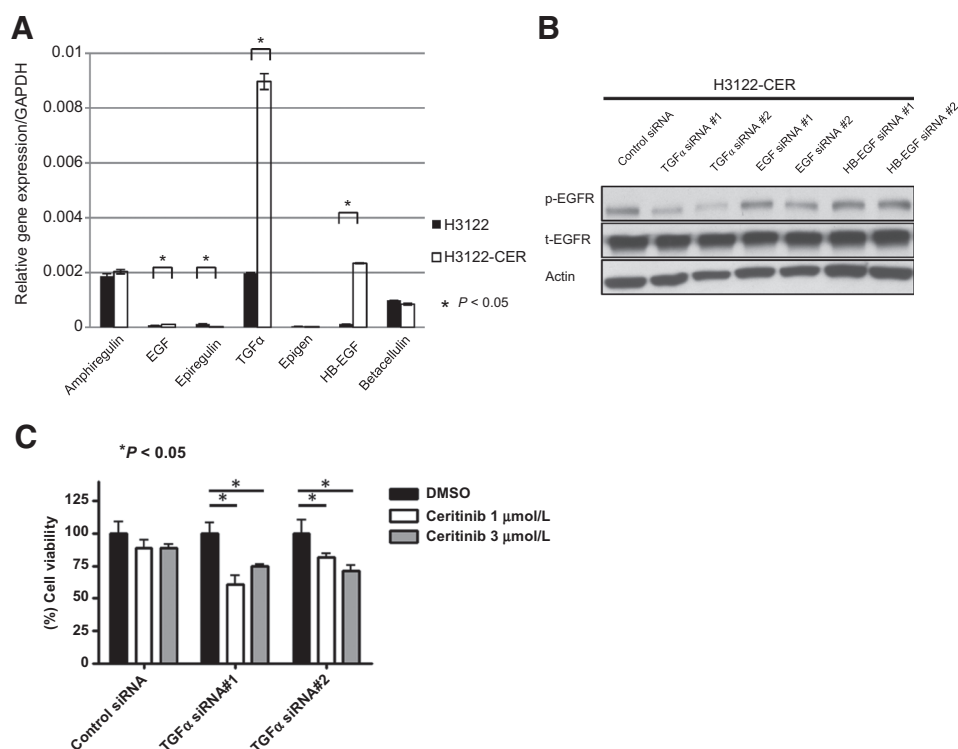 A
Relative gene expression/GAPDH
0.01
0.008
0.006
0.004
0.002
0
*
*
*
*
Amphiregulin
EGF
Epiregulin
TGFα
Epigen
HB-EGF
Betacellulin
H3122
H3122-CER
* P < 0.05
B
H3122-CER
Control siRNA
TGFα siRNA #1
TGFα siRNA #2
EGF siRNA #1
EGF siRNA #2
HB-EGF siRNA #1
HB-EGF siRNA #2
p-EGFR
t-EGFR
Actin
C
*P < 0.05
(%) Cell viability
125
100
75
50
25
0
*
*
*
*
Control siRNA
TGFα siRNA#1
TGFα siRNA#2
DMSO
Ceritinib 1 µmol/L
Ceritinib 3 µmol/L